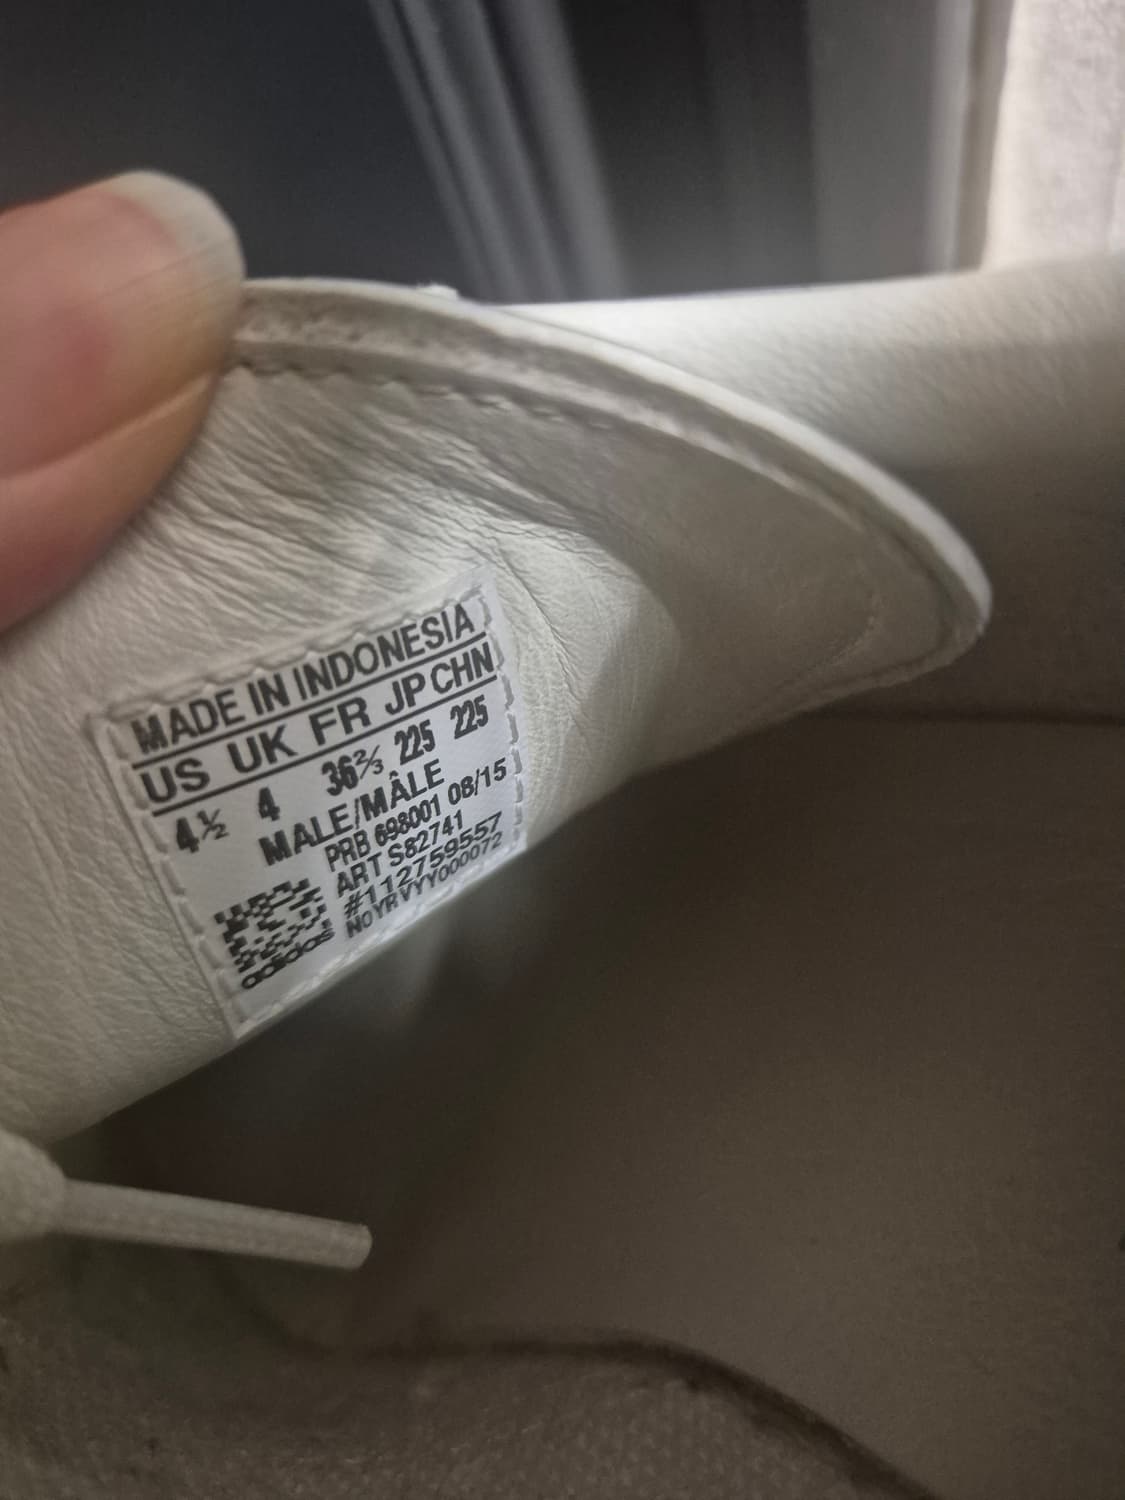 MADE IN INDONESIA
US UK FR JP CHN
4½ 4 36⅔ 225 225
MALE/MÂLE
PRB 698001 08/15
ART S82741
#112759557
N0YRVYY000072
adidas